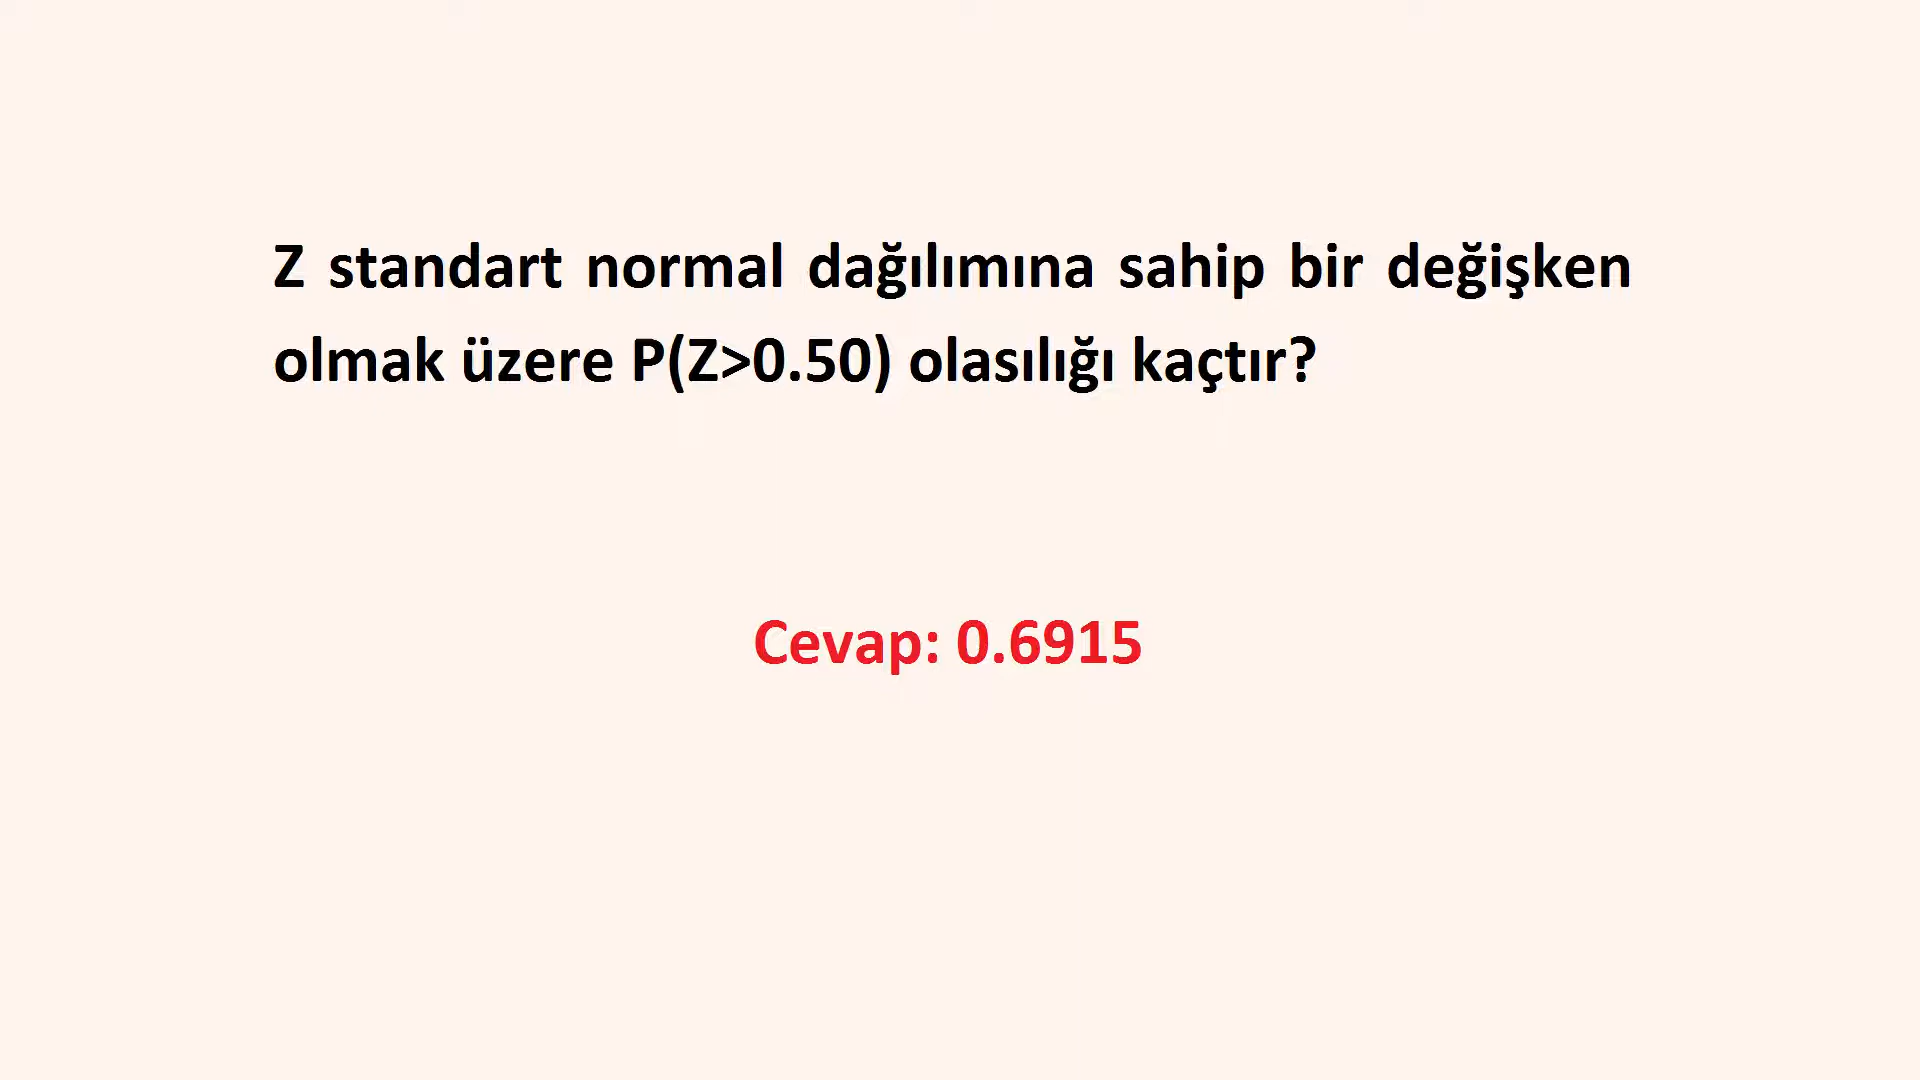 Z standart normal dağılımına sahip bir değişken
olmak üzere P(Z>0.50) olasılığı kaçtır?
Cevap: 0.6915